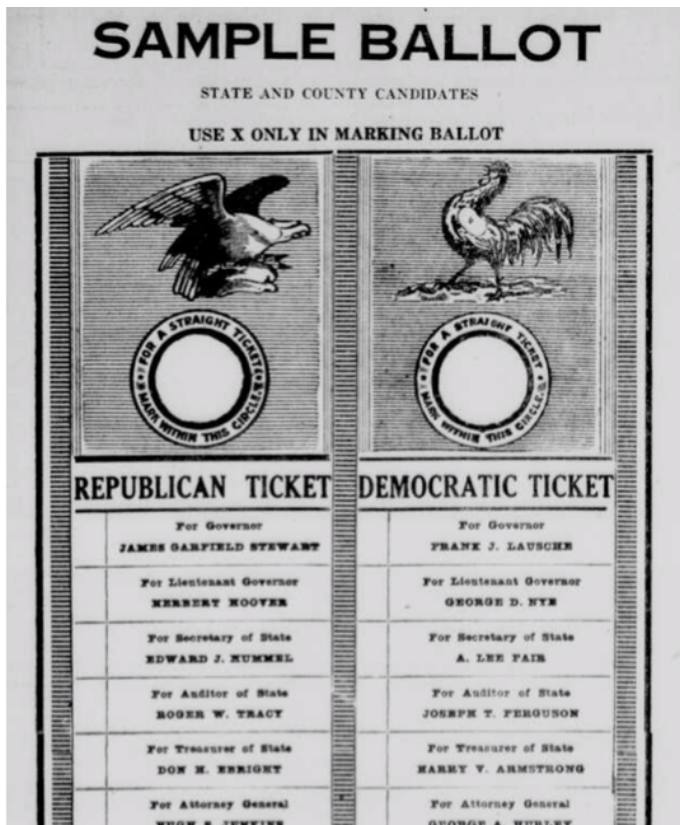 SAMPLE BALLOT
STATE AND COUNTY CANDIDATES
USE X ONLY IN MARKING BALLOT
FOR A STRAIGHT TICKET
MARK WITHIN THIS CIRCLE.
REPUBLICAN TICKET
For Governor
JAMES GARFIELD STEWART
For Lieutenant Governor
HERBERT HOOVER
For Secretary of State
EDWARD J. HUMMEL
For Auditor of State
ROGER W. TRACY
For Treasurer of State
DON H. EBRIGHT
For Attorney General
HUGH S. JENKINS
FOR A STRAIGHT TICKET
MARK WITHIN THIS CIRCLE.
DEMOCRATIC TICKET
For Governor
FRANK J. LAUSCHE
For Lieutenant Governor
GEORGE D. NYE
For Secretary of State
A. LEE FAIR
For Auditor of State
JOSEPH T. FERGUSON
For Treasurer of State
HARRY V. ARMSTRONG
For Attorney General
GEORGE A. HURLEY